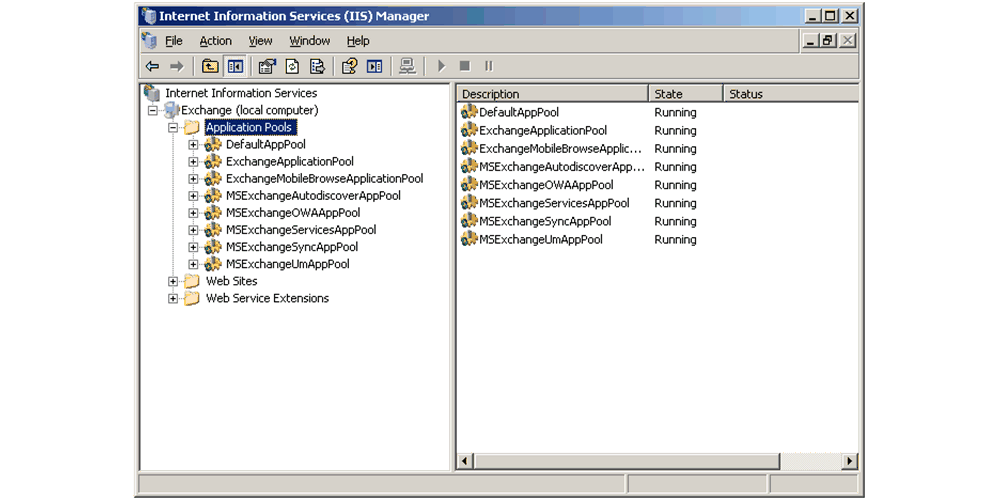 Internet Information Services (IIS) Manager
File Action View Window Help
Internet Information Services
Exchange (local computer)
Application Pools
DefaultAppPool
ExchangeApplicationPool
ExchangeMobileBrowseApplicationPool
MSExchangeAutodiscoverAppPool
MSExchangeOWAAppPool
MSExchangeServicesAppPool
MSExchangeSyncAppPool
MSExchangeUmAppPool
Web Sites
Web Service Extensions
Description State Status
DefaultAppPool Running
ExchangeApplicationPool Running
ExchangeMobileBrowseApplic... Running
MSExchangeAutodiscoverApp... Running
MSExchangeOWAAppPool Running
MSExchangeServicesAppPool Running
MSExchangeSyncAppPool Running
MSExchangeUmAppPool Running